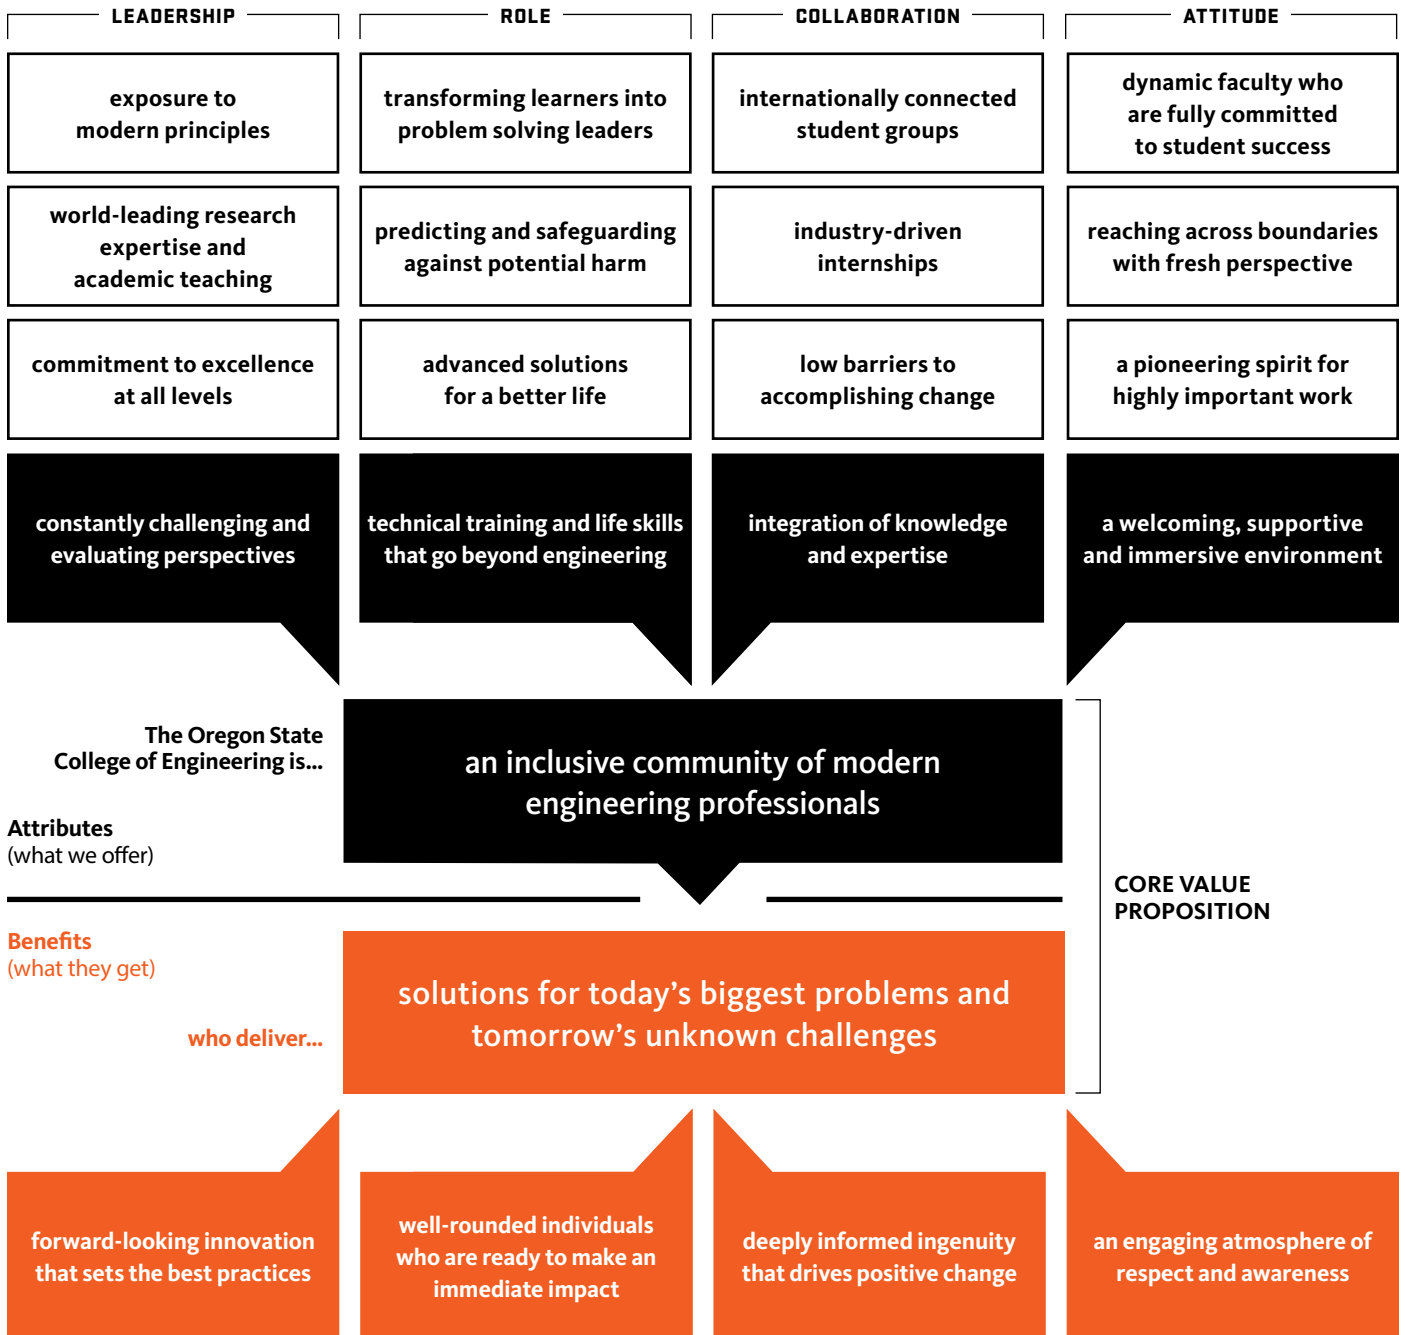 LEADERSHIP
ROLE
COLLABORATION
ATTITUDE
exposure to
modern principles
transforming learners into
problem solving leaders
internationally connected
student groups
dynamic faculty who
are fully committed
to student success
world-leading research
expertise and
academic teaching
predicting and safeguarding
against potential harm
industry-driven
internships
reaching across boundaries
with fresh perspective
commitment to excellence
at all levels
advanced solutions
for a better life
low barriers to
accomplishing change
a pioneering spirit for
highly important work
constantly challenging and
evaluating perspectives
technical training and life skills
that go beyond engineering
integration of knowledge
and expertise
a welcoming, supportive
and immersive environment
The Oregon State
College of Engineering is...
an inclusive community of modern
engineering professionals
Attributes
(what we offer)
CORE VALUE
PROPOSITION
Benefits
(what they get)
who deliver...
solutions for today’s biggest problems and
tomorrow’s unknown challenges
forward-looking innovation
that sets the best practices
well-rounded individuals
who are ready to make an
immediate impact
deeply informed ingenuity
that drives positive change
an engaging atmosphere of
respect and awareness